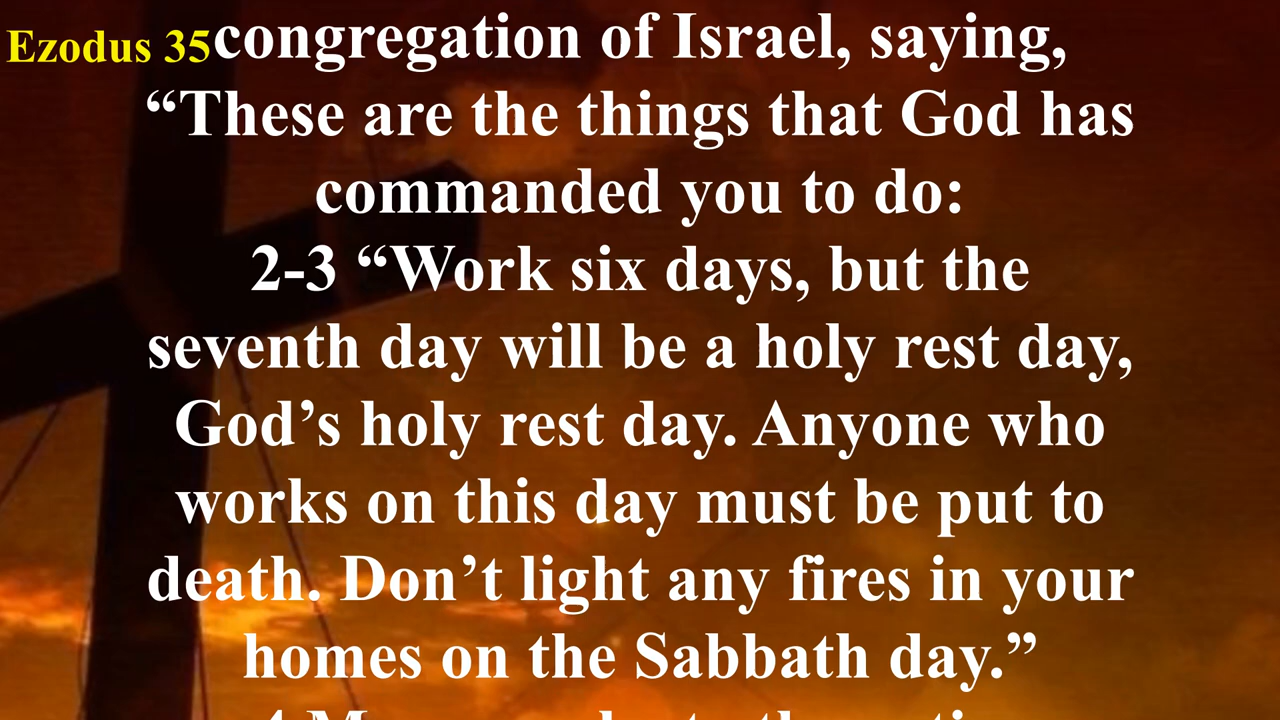 Ezodus 35
congregation of Israel, saying,
“These are the things that God has
commanded you to do:
2-3 “Work six days, but the
seventh day will be a holy rest day,
God’s holy rest day. Anyone who
works on this day must be put to
death. Don’t light any fires in your
homes on the Sabbath day.”